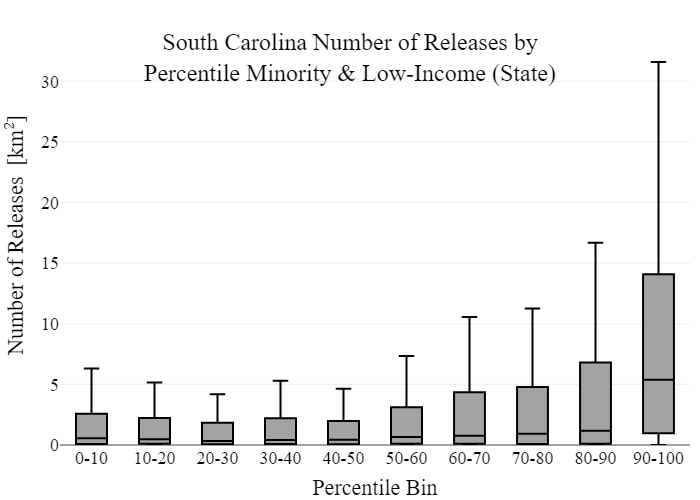 South Carolina Number of Releases by
Percentile Minority & Low-Income (State)
Number of Releases [km²]
30
25
20
15
10
5
0
0-10 10-20 20-30 30-40 40-50 50-60 60-70 70-80 80-90 90-100
Percentile Bin